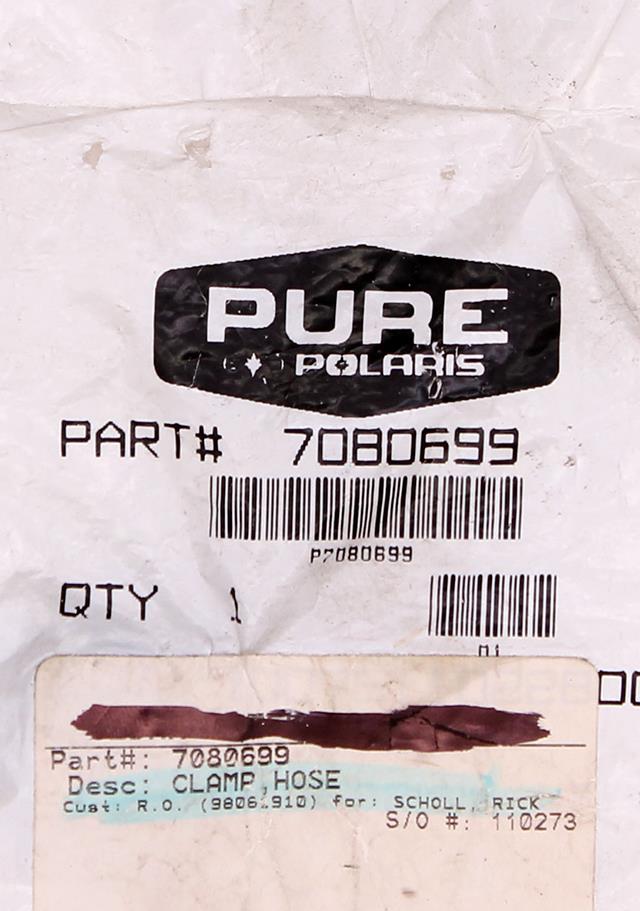 PURE
POLARIS
PART# 7080699
P7080699
QTY 1
Part#: 7080699
Desc: CLAMP,HOSE
Cust: R.O. for: SCHOLL, RICK
S/O #: 110273